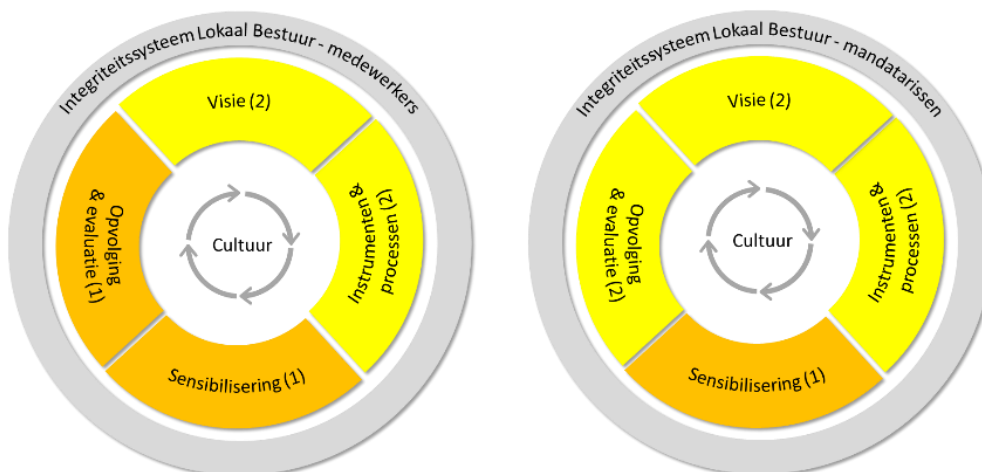 Integriteitssysteem Lokaal Bestuur - medewerkers
Visie (2)
Instrumenten &
processen (2)
Sensibilisering (1)
Opvolging
& evaluatie (1)
Cultuur
Integriteitssysteem Lokaal Bestuur - mandatarissen
Visie (2)
Instrumenten &
processen (2)
Sensibilisering (1)
Opvolging
& evaluatie (2)
Cultuur